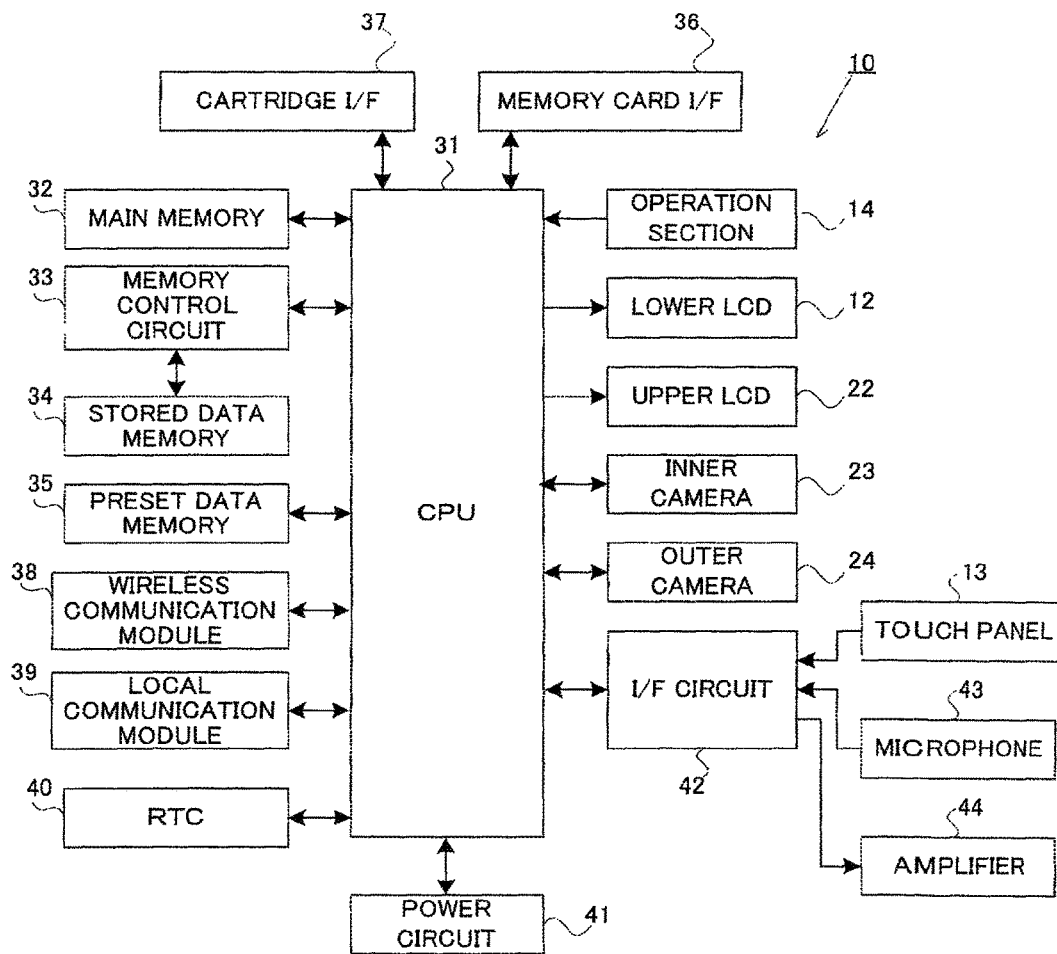 37
36
10
CARTRIDGE I/F
MEMORY CARD I/F
31
32
MAIN MEMORY
OPERATION
SECTION
14
33
MEMORY
CONTROL
CIRCUIT
LOWER LCD
12
34
STORED DATA
MEMORY
UPPER LCD
22
35
PRESET DATA
MEMORY
CPU
INNER
CAMERA
23
38
WIRELESS
COMMUNICATION
MODULE
OUTER
CAMERA
24
13
TOUCH PANEL
39
LOCAL
COMMUNICATION
MODULE
I/F CIRCUIT
42
43
MICROPHONE
40
RTC
44
AMPLIFIER
POWER
CIRCUIT
41